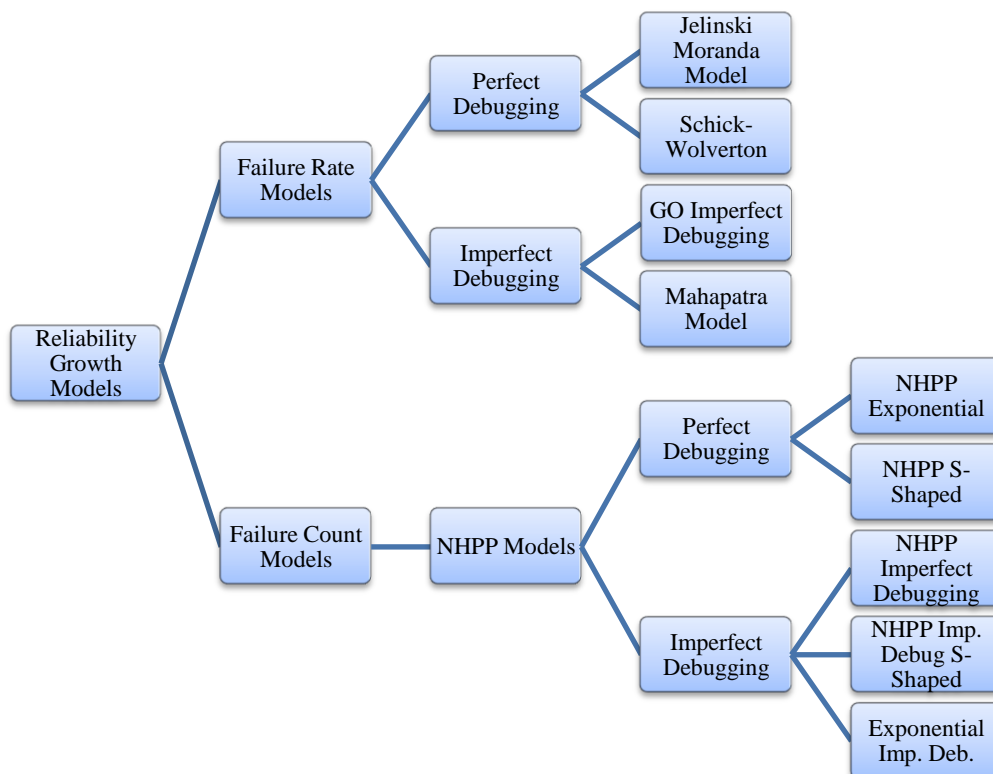 Reliability
Growth
Models
Failure Rate
Models
Perfect
Debugging
Jelinski
Moranda
Model
Schick-
Wolverton
Imperfect
Debugging
GO Imperfect
Debugging
Mahapatra
Model
Failure Count
Models
NHPP Models
Perfect
Debugging
NHPP
Exponential
NHPP S-
Shaped
Imperfect
Debugging
NHPP
Imperfect
Debugging
NHPP Imp.
Debug S-
Shaped
Exponential
Imp. Deb.